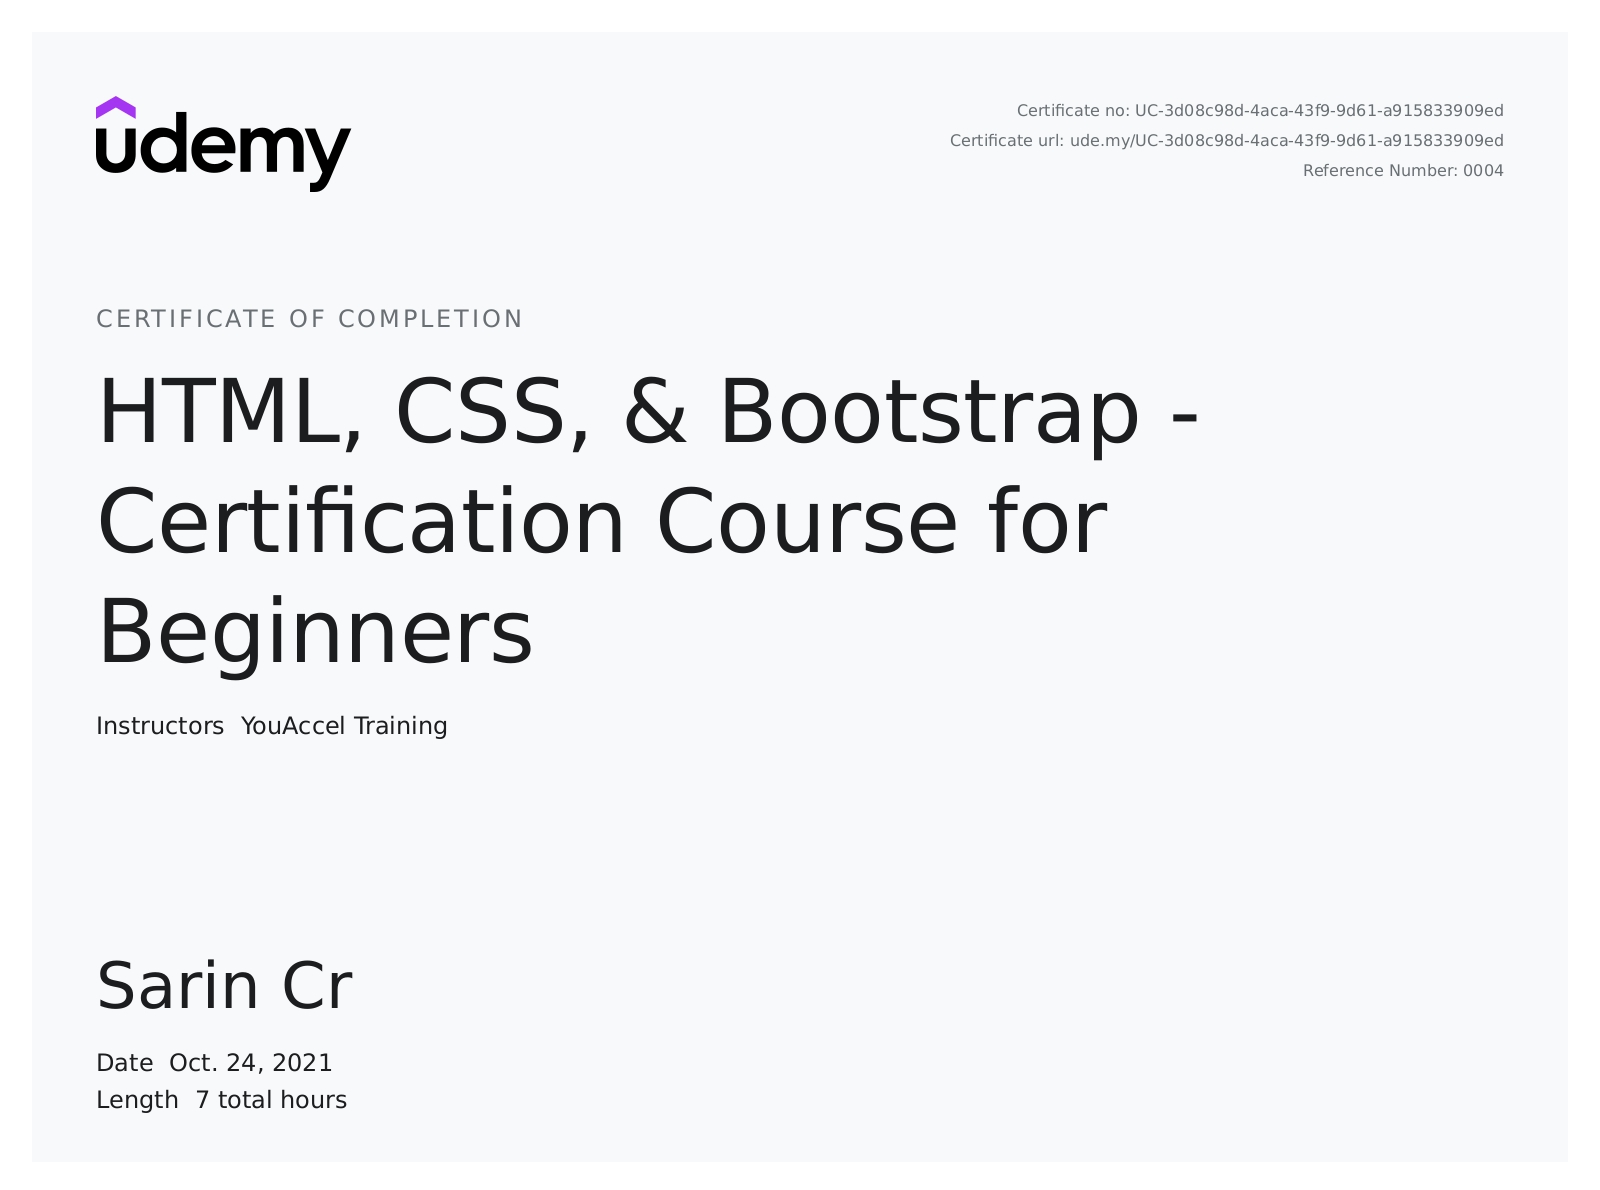 udemy
Certificate no: UC-3d08c98d-4aca-43f9-9d61-a915833909ed
Certificate url: ude.my/UC-3d08c98d-4aca-43f9-9d61-a915833909ed
Reference Number: 0004
CERTIFICATE OF COMPLETION
HTML, CSS, & Bootstrap -
Certification Course for
Beginners
Instructors YouAccel Training
Sarin Cr
Date Oct. 24, 2021
Length 7 total hours